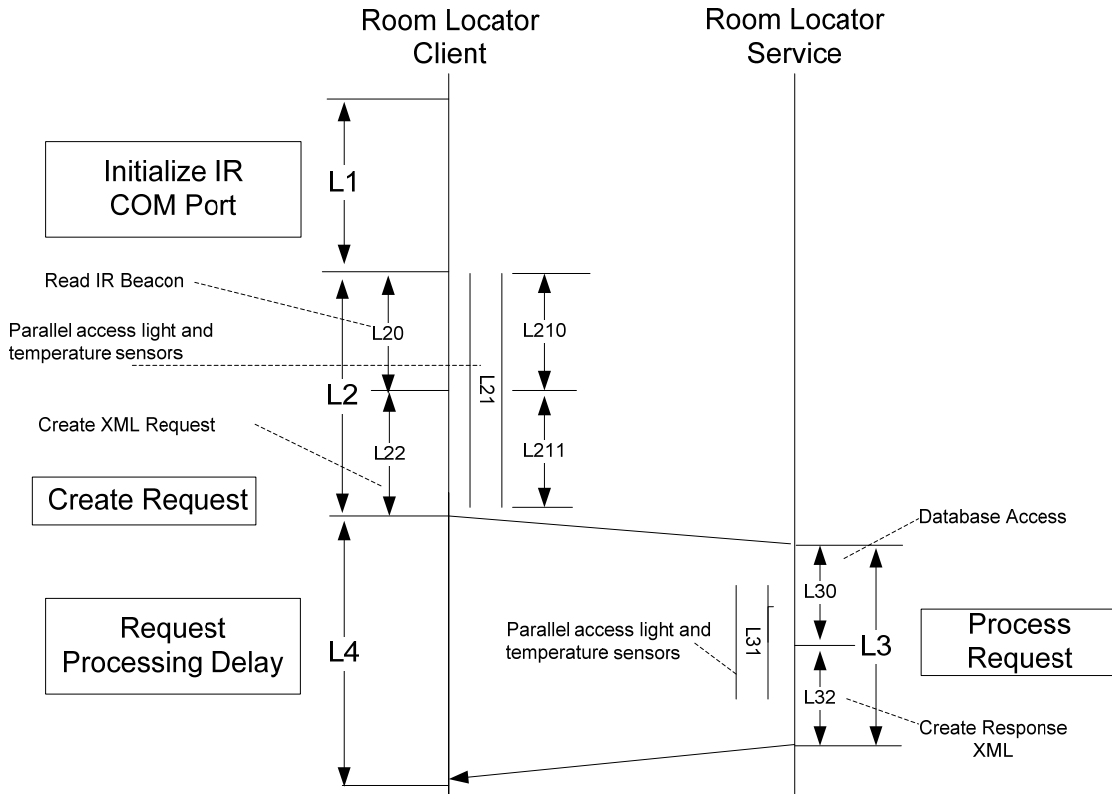 Room Locator
Client
Room Locator
Service
Initialize IR
COM Port
L1
Read IR Beacon
L20
L210
Parallel access light and
temperature sensors
L21
L2
Create XML Request
L22
L211
Create Request
Database Access
L30
Request
Processing Delay
L4
Parallel access light and
temperature sensors
L31
L3
Process
Request
L32
Create Response
XML